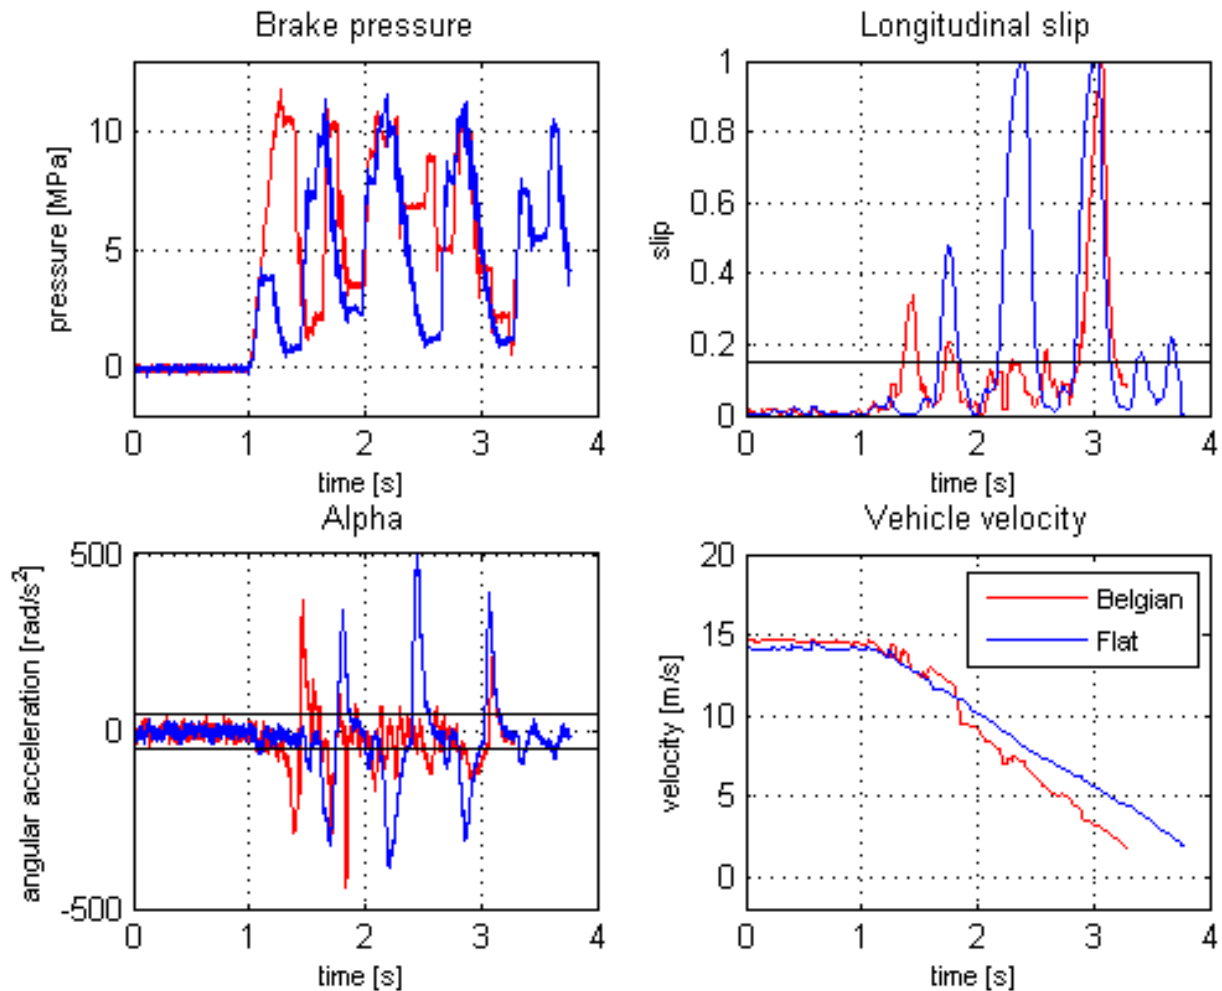 Brake pressure
pressure [MPa]
10
5
0
0 1 2 3 4
time [s]
Longitudinal slip
slip
1
0.8
0.6
0.4
0.2
0
0 1 2 3 4
time [s]
Alpha
angular acceleration [rad/s²]
500
0
-500
0 1 2 3 4
time [s]
Vehicle velocity
velocity [m/s]
20
15
10
5
0
Belgian
Flat
-2
0 1 2 3 4
time [s]